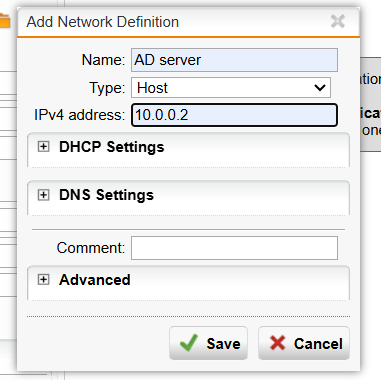 Add Network Definition
Name: AD server
Type: Host
IPv4 address: 10.0.0.2
DHCP Settings
DNS Settings
Comment:
Advanced
Save Cancel